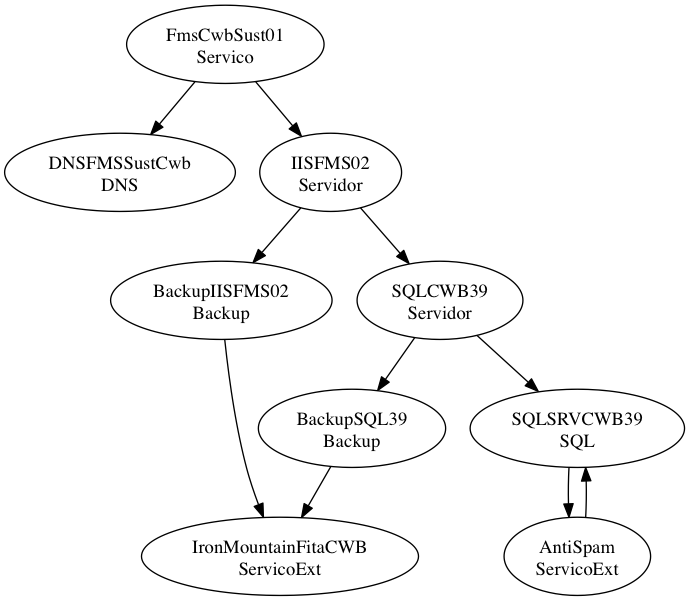 FmsCwbSust01
Servico
DNSFMSSustCwb
DNS
IISFMS02
Servidor
BackupIISFMS02
Backup
SQLCWB39
Servidor
BackupSQL39
Backup
SQLSRVCWB39
SQL
IronMountainFitaCWB
ServicoExt
AntiSpam
ServicoExt